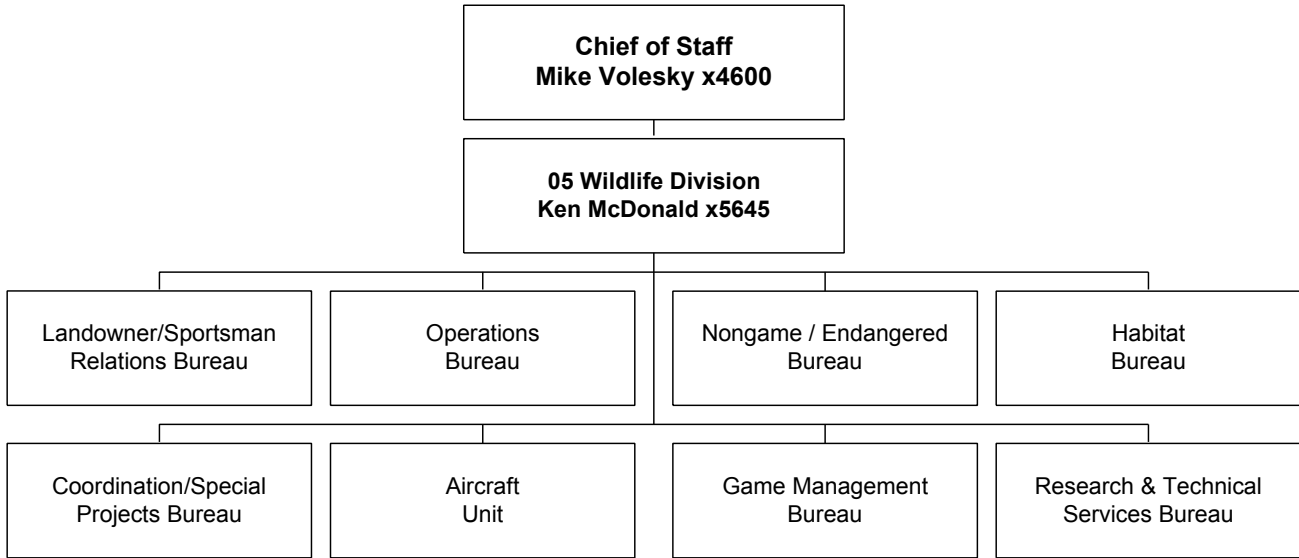 Chief of Staff
Mike Volesky x4600
05 Wildlife Division
Ken McDonald x5645
Landowner/Sportsman
Relations Bureau
Operations
Bureau
Nongame / Endangered
Bureau
Habitat
Bureau
Coordination/Special
Projects Bureau
Aircraft
Unit
Game Management
Bureau
Research & Technical
Services Bureau